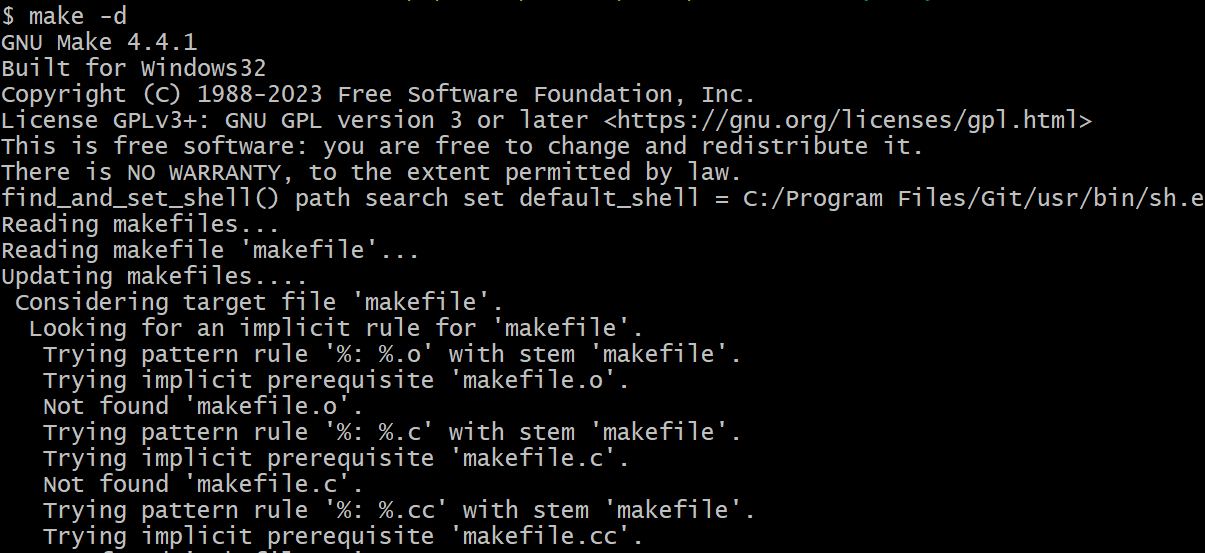 $ make -d
GNU Make 4.4.1
Built for Windows32
Copyright (C) 1988-2023 Free Software Foundation, Inc.
License GPLv3+: GNU GPL version 3 or later <https://gnu.org/licenses/gpl.html>
This is free software: you are free to change and redistribute it.
There is NO WARRANTY, to the extent permitted by law.
find_and_set_shell() path search set default_shell = C:/Program Files/Git/usr/bin/sh.e
Reading makefiles...
Reading makefile 'makefile'...
Updating makefiles....
 Considering target file 'makefile'.
  Looking for an implicit rule for 'makefile'.
   Trying pattern rule '%: %.o' with stem 'makefile'.
   Trying implicit prerequisite 'makefile.o'.
   Not found 'makefile.o'.
   Trying pattern rule '%: %.c' with stem 'makefile'.
   Trying implicit prerequisite 'makefile.c'.
   Not found 'makefile.c'.
   Trying pattern rule '%: %.cc' with stem 'makefile'.
   Trying implicit prerequisite 'makefile.cc'.